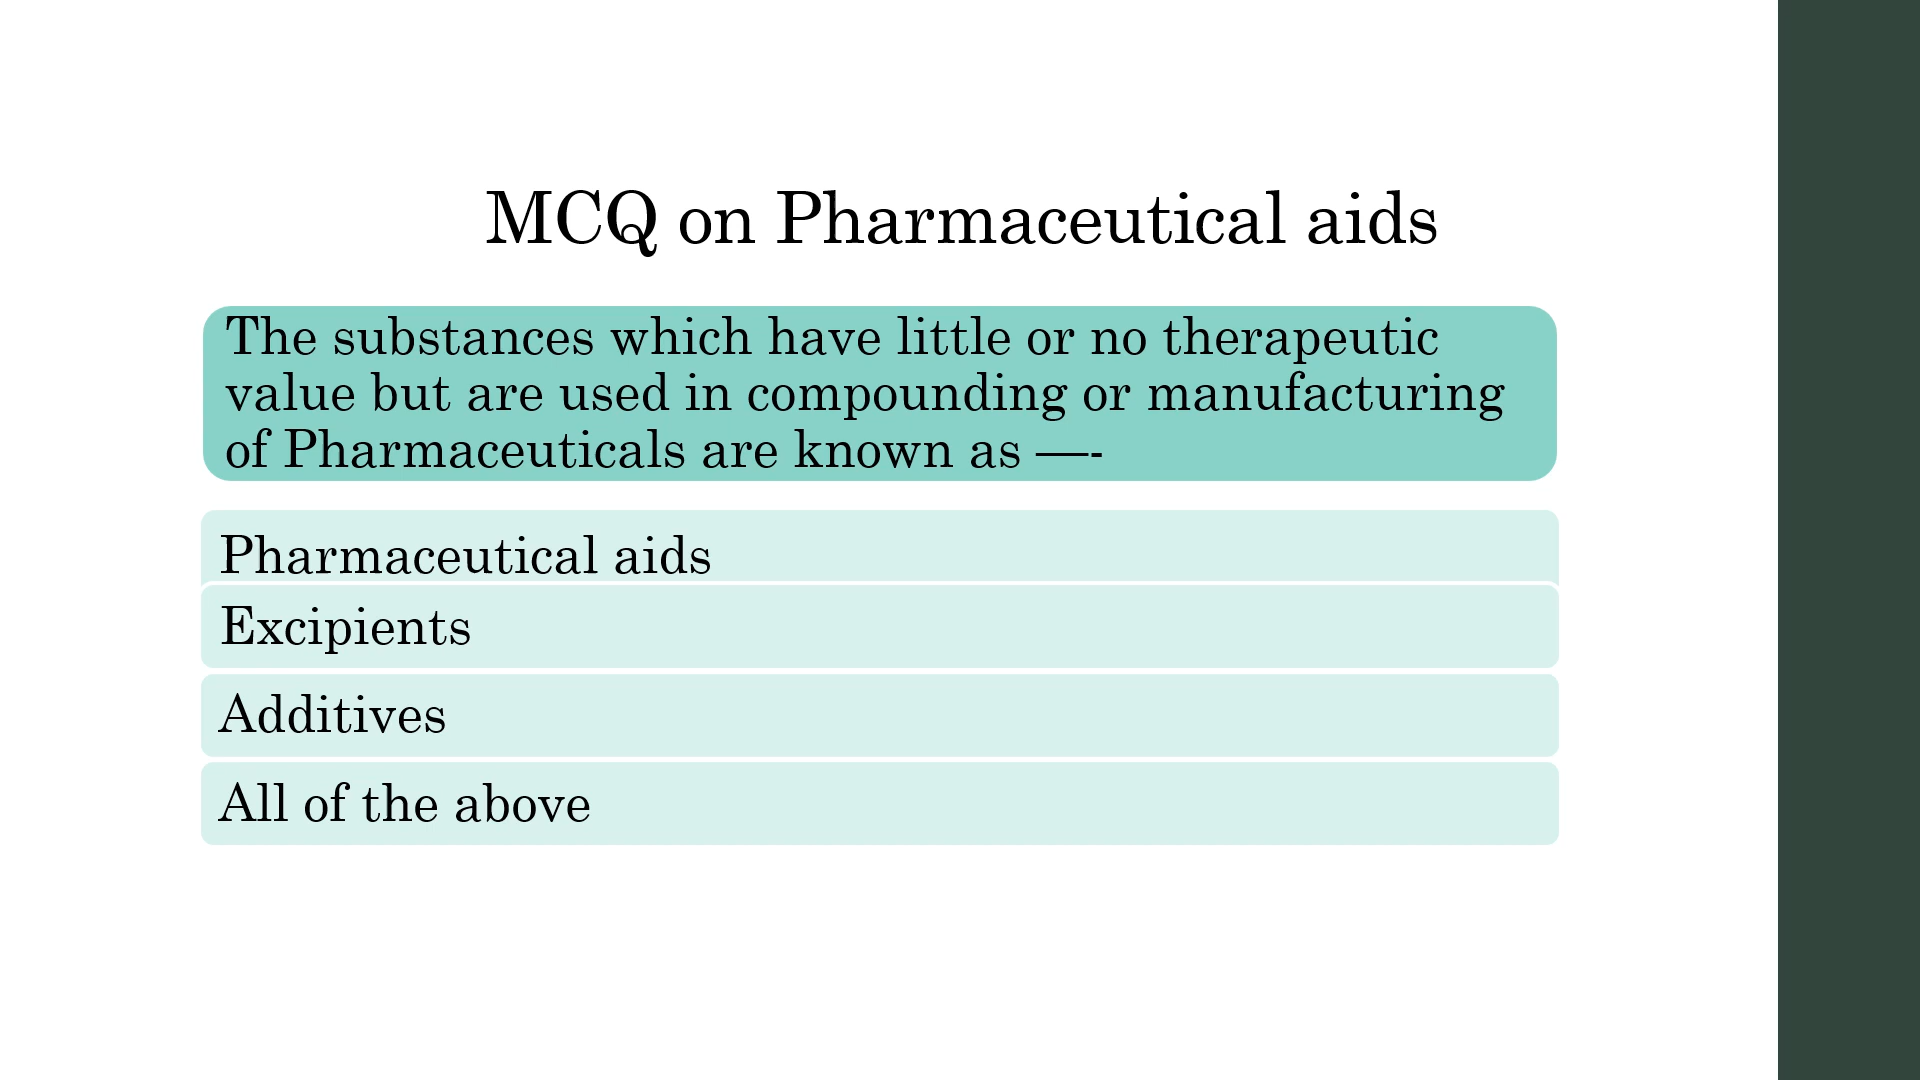 MCQ on Pharmaceutical aids
The substances which have little or no therapeutic
value but are used in compounding or manufacturing
of Pharmaceuticals are known as —-
Pharmaceutical aids
Excipients
Additives
All of the above